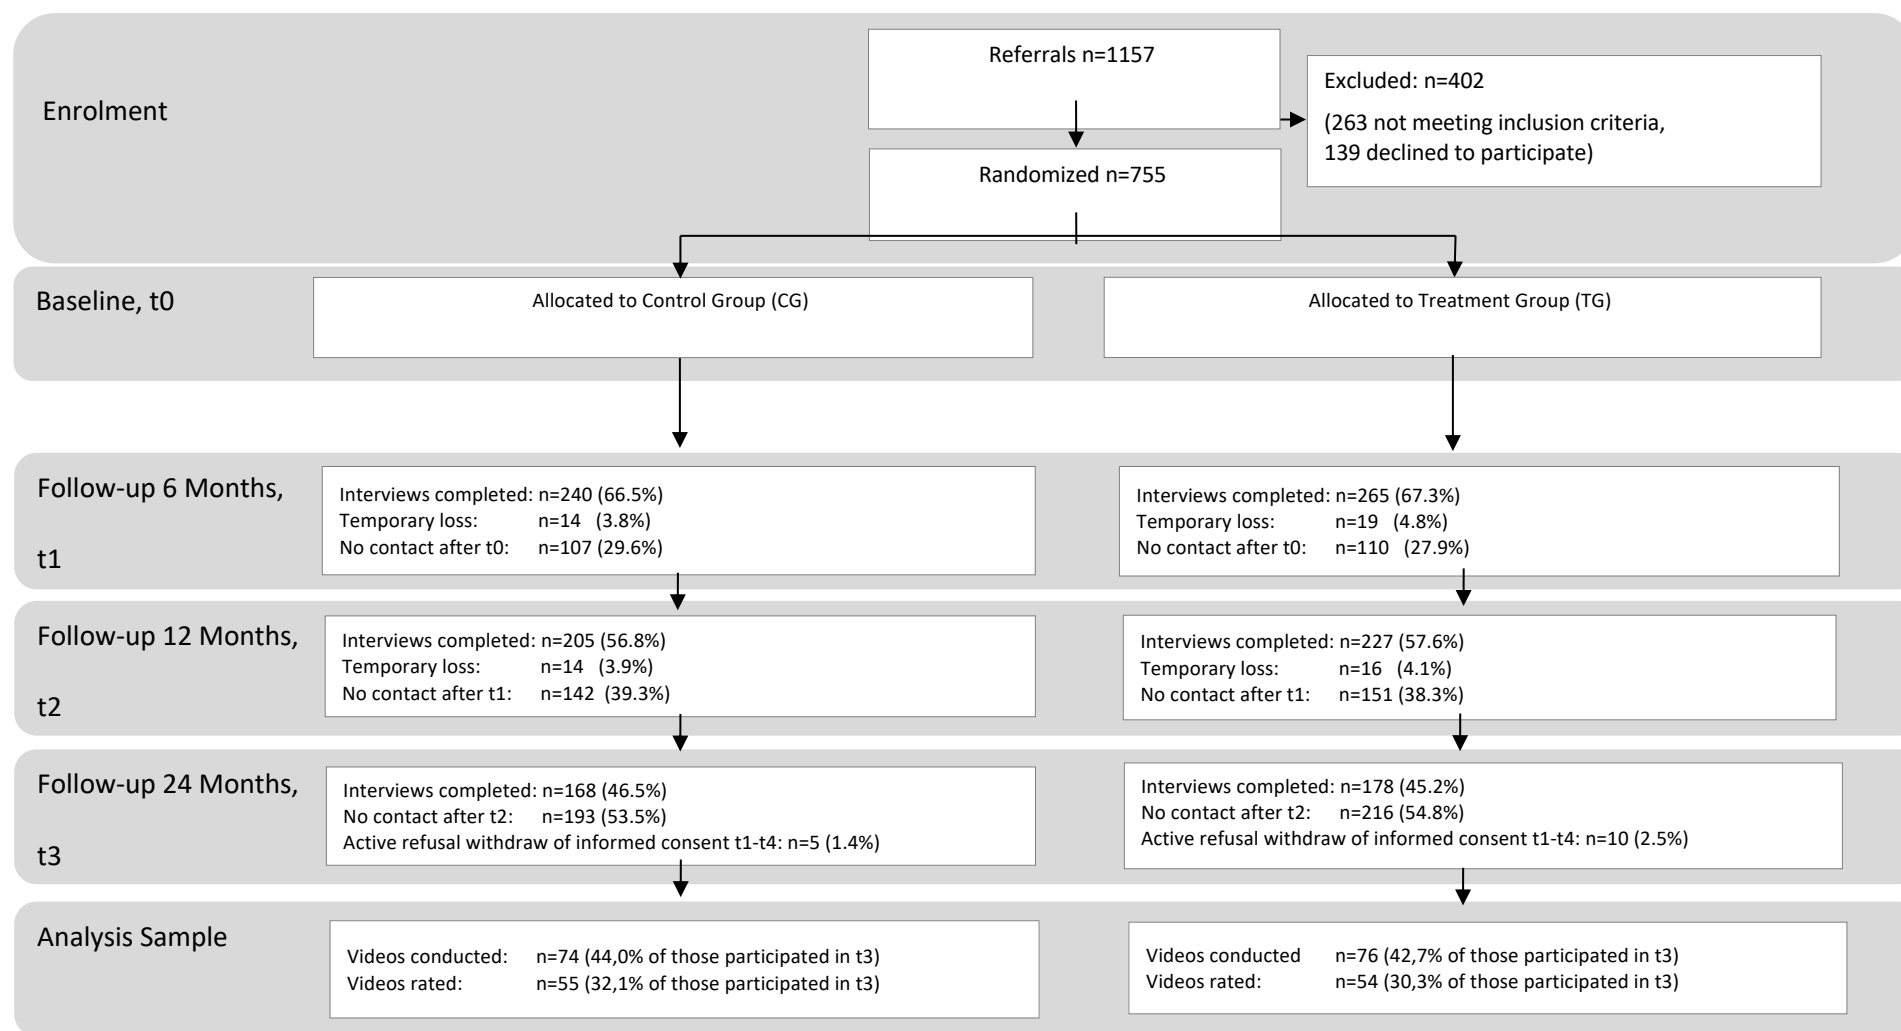 Enrolment
Referrals n=1157
Excluded: n=402
(263 not meeting inclusion criteria,
139 declined to participate)
Randomized n=755
Baseline, t0
Allocated to Control Group (CG)
Allocated to Treatment Group (TG)
Follow-up 6 Months,
t1
Interviews completed: n=240 (66.5%)
Temporary loss: n=14 (3.8%)
No contact after t0: n=107 (29.6%)
Interviews completed: n=265 (67.3%)
Temporary loss: n=19 (4.8%)
No contact after t0: n=110 (27.9%)
Follow-up 12 Months,
t2
Interviews completed: n=205 (56.8%)
Temporary loss: n=14 (3.9%)
No contact after t1: n=142 (39.3%)
Interviews completed: n=227 (57.6%)
Temporary loss: n=16 (4.1%)
No contact after t1: n=151 (38.3%)
Follow-up 24 Months,
t3
Interviews completed: n=168 (46.5%)
No contact after t2: n=193 (53.5%)
Active refusal withdraw of informed consent t1-t4: n=5 (1.4%)
Interviews completed: n=178 (45.2%)
No contact after t2: n=216 (54.8%)
Active refusal withdraw of informed consent t1-t4: n=10 (2.5%)
Analysis Sample
Videos conducted: n=74 (44,0% of those participated in t3)
Videos rated: n=55 (32,1% of those participated in t3)
Videos conducted n=76 (42,7% of those participated in t3)
Videos rated: n=54 (30,3% of those participated in t3)